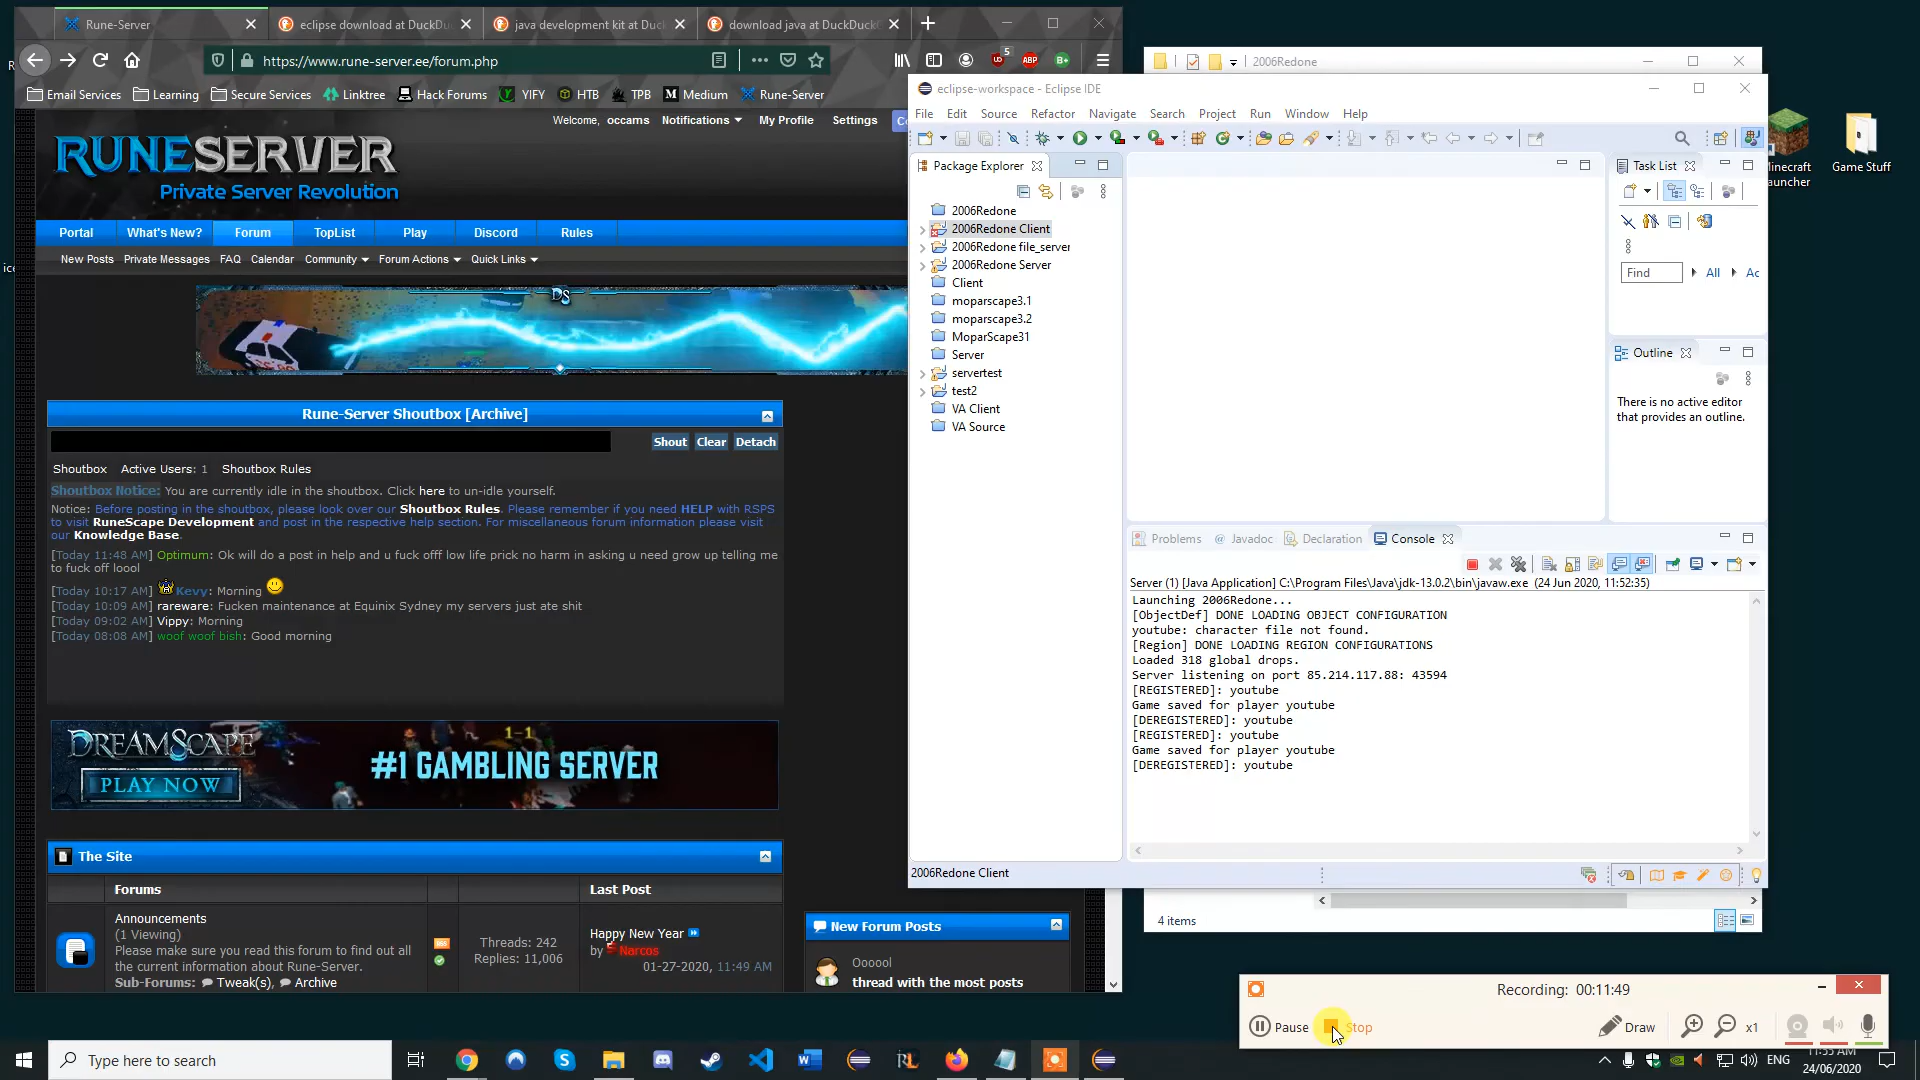 Rune-Server
eclipse download at DuckDuck
java development kit at Duc
download java at DuckDuck
https://www.rune-server.ee/forum.php
5
Email Services
Learning
Secure Services
Linktree
Hack Forums
YIFY
HTB
TPB
Medium
Rune-Server
Welcome, occams
Notifications
My Profile
Settings
RUNESERVER
Private Server Revolution
Portal
What's New?
Forum
TopList
Play
Discord
Rules
New Posts
Private Messages
FAQ
Calendar
Community
Forum Actions
Quick Links
DS
Rune-Server Shoutbox [Archive]
Shout
Clear
Detach
Shoutbox
Active Users: 1
Shoutbox Rules
Shoutbox Notice: You are currently idle in the shoutbox. Click here to un-idle yourself.
Notice: Before posting in the shoutbox, please look over our Shoutbox Rules. Please remember if you need HELP with RSPS
to visit RuneScape Development and post in the respective help section. For miscellaneous forum information please visit
our Knowledge Base.
[Today 11:48 AM] Optimum: Ok will do a post in help and u fuck offf low life prick no harm in asking u need grow up telling me
to fuck off loool
[Today 10:17 AM] Kevy: Morning
[Today 10:09 AM] rareware: Fucken maintenance at Equinix Sydney my servers just ate shit
[Today 09:02 AM] Vippy: Morning
[Today 08:08 AM] woof woof bish: Good morning
DREAMSCAPE
PLAY NOW
1-1
#1 GAMBLING SERVER
The Site
Forums
Last Post
Announcements
(1 Viewing)
Please make sure you read this forum to find out all
the current information about Rune-Server.
Sub-Forums: Tweak(s), Archive
Threads: 242
Replies: 11,006
Happy New Year
by Narcos
01-27-2020, 11:49 AM
New Forum Posts
Ooool
thread with the most posts
2006Redone
eclipse-workspace - Eclipse IDE
File
Edit
Source
Refactor
Navigate
Search
Project
Run
Window
Help
Package Explorer
2006Redone
2006Redone Client
2006Redone file_server
2006Redone Server
Client
moparscape3.1
moparscape3.2
MoparScape31
Server
servertest
test2
VA Client
VA Source
Task List
Find
All
Ac
Outline
There is no active editor
that provides an outline.
Problems
Javadoc
Declaration
Console
Server (1) [Java Application] C:\Program Files\Java\jdk-13.0.2\bin\javaw.exe (24 Jun 2020, 11:52:35)
Launching 2006Redone...
[ObjectDef] DONE LOADING OBJECT CONFIGURATION
youtube: character file not found.
[Region] DONE LOADING REGION CONFIGURATIONS
Loaded 318 global drops.
Server listening on port 85.214.117.88: 43594
[REGISTERED]: youtube
Game saved for player youtube
[DEREGISTERED]: youtube
[REGISTERED]: youtube
Game saved for player youtube
[DEREGISTERED]: youtube
2006Redone Client
4 items
Minecraft
Game Stuff
Recording: 00:11:49
Pause
Stop
Draw
x1
Type here to search
ENG
11:53 AM
24/06/2020